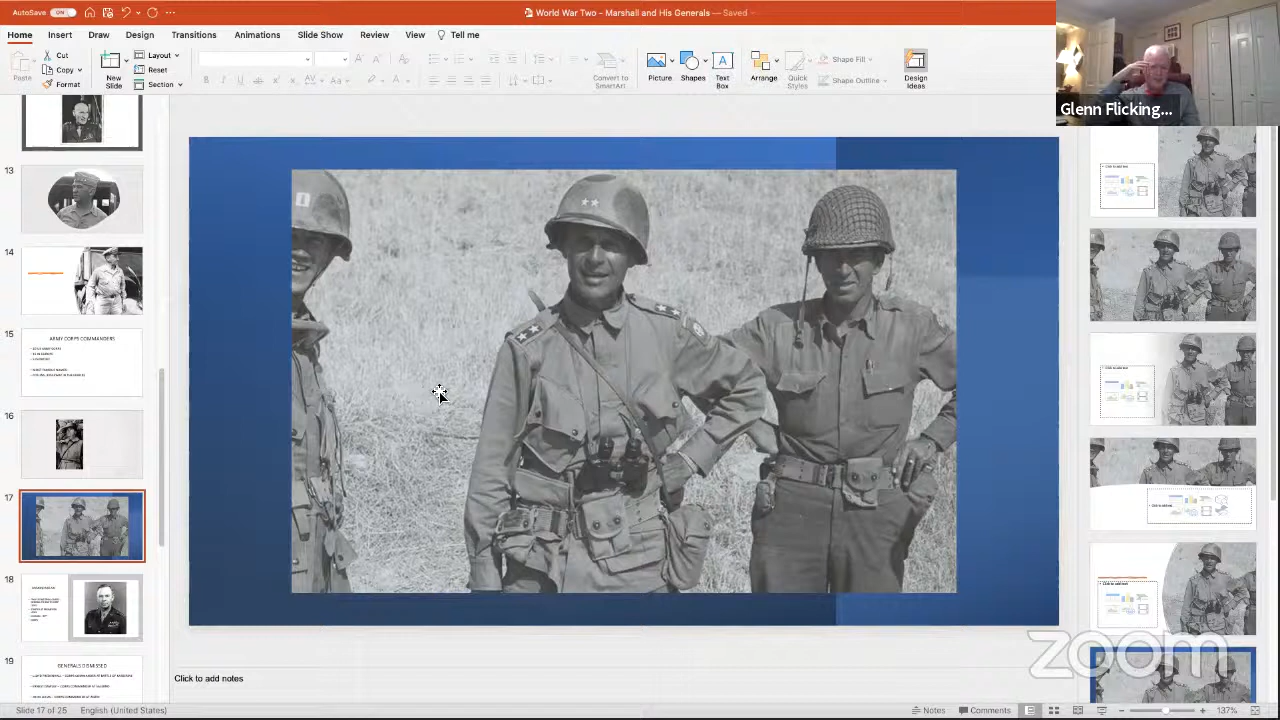 AutoSave ON
World War Two – Marshall and His Generals — Saved
Home Insert Draw Design Transitions Animations Slide Show Review View Tell me
Paste
Cut
Copy
Format
New Slide
Layout
Reset
Section
Convert to SmartArt
Picture
Shapes
Text Box
Arrange
Quick Styles
Shape Fill
Shape Outline
Design Ideas
Glenn Flicking...
13
14
15
ARMY CORPS COMMANDERS
16
17
18
19
GENERALS DISMISSED
Click to add notes
zoom
Slide 17 of 25 English (United States) Notes Comments 137%